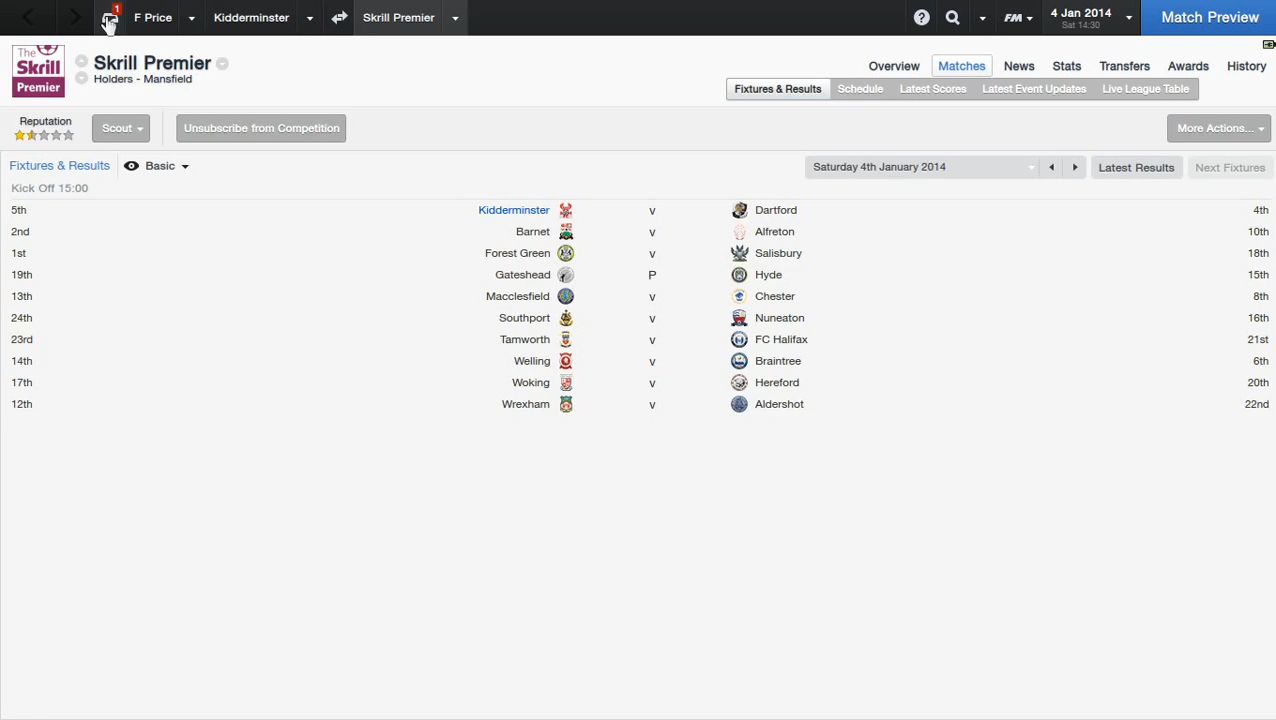 1 F Price Kidderminster Skrill Premier FM 4 Jan 2014 Match Preview
Sat 14:30
The Skrill Premier
Skrill Premier
Holders - Mansfield
Overview Matches News Stats Transfers Awards History
Fixtures & Results Schedule Latest Scores Latest Event Updates Live League Table
Reputation
Scout Unsubscribe from Competition More Actions...
Fixtures & Results Basic Saturday 4th January 2014 Latest Results Next Fixtures
Kick Off 15:00
5th Kidderminster v Dartford 4th
2nd Barnet v Alfreton 10th
1st Forest Green v Salisbury 18th
19th Gateshead P Hyde 15th
13th Macclesfield v Chester 8th
24th Southport v Nuneaton 16th
23rd Tamworth v FC Halifax 21st
14th Welling v Braintree 6th
17th Woking v Hereford 20th
12th Wrexham v Aldershot 22nd